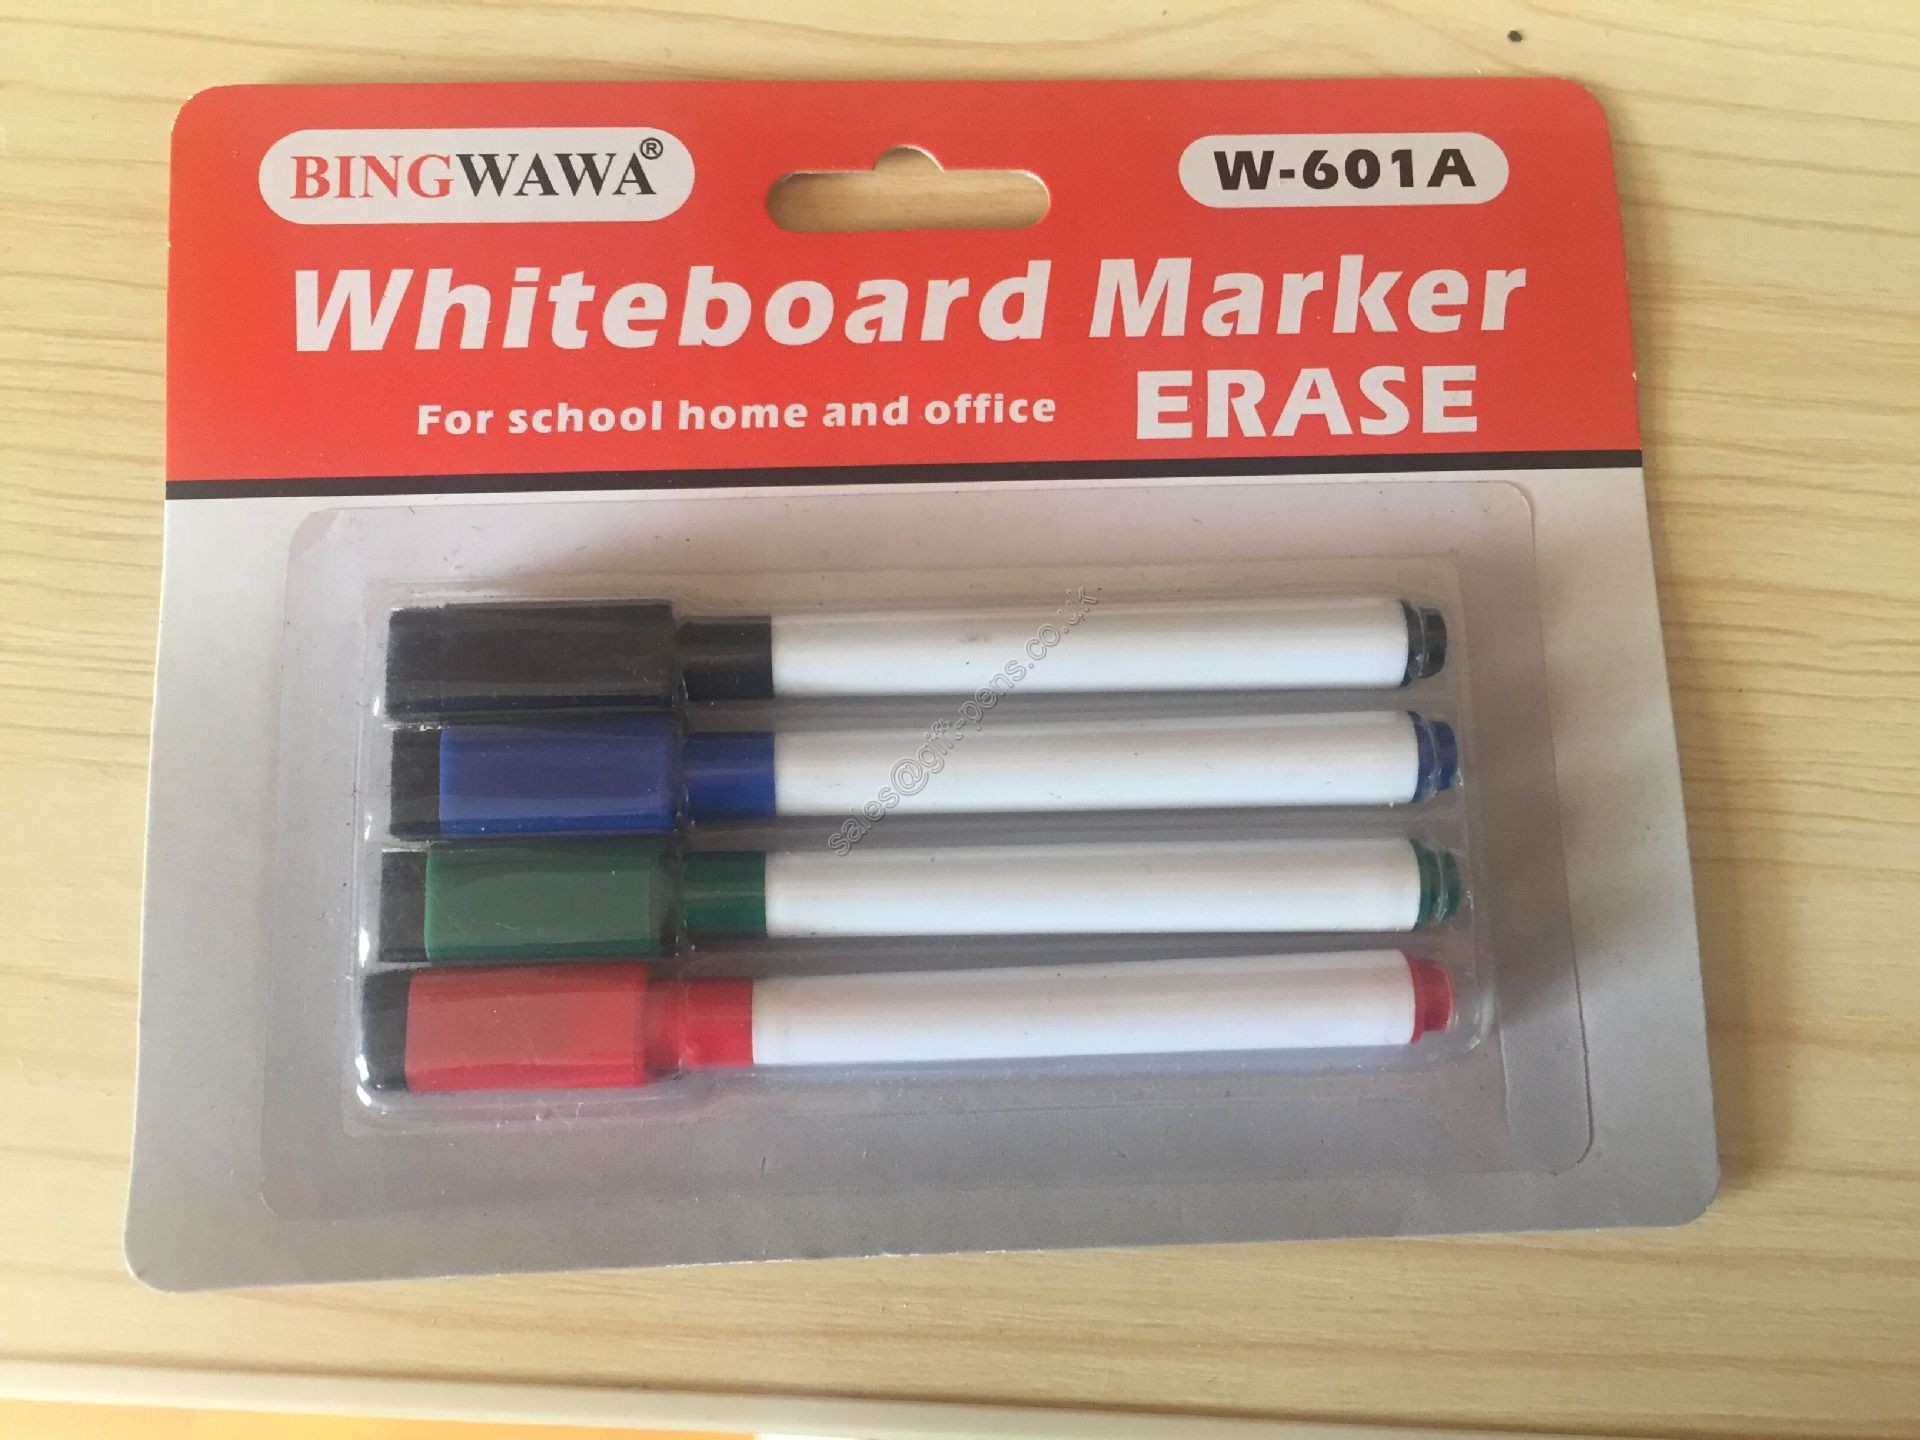 BINGWAWA®
W-601A
Whiteboard Marker
For school home and office
ERASE
sales@gift-pens.co.uk